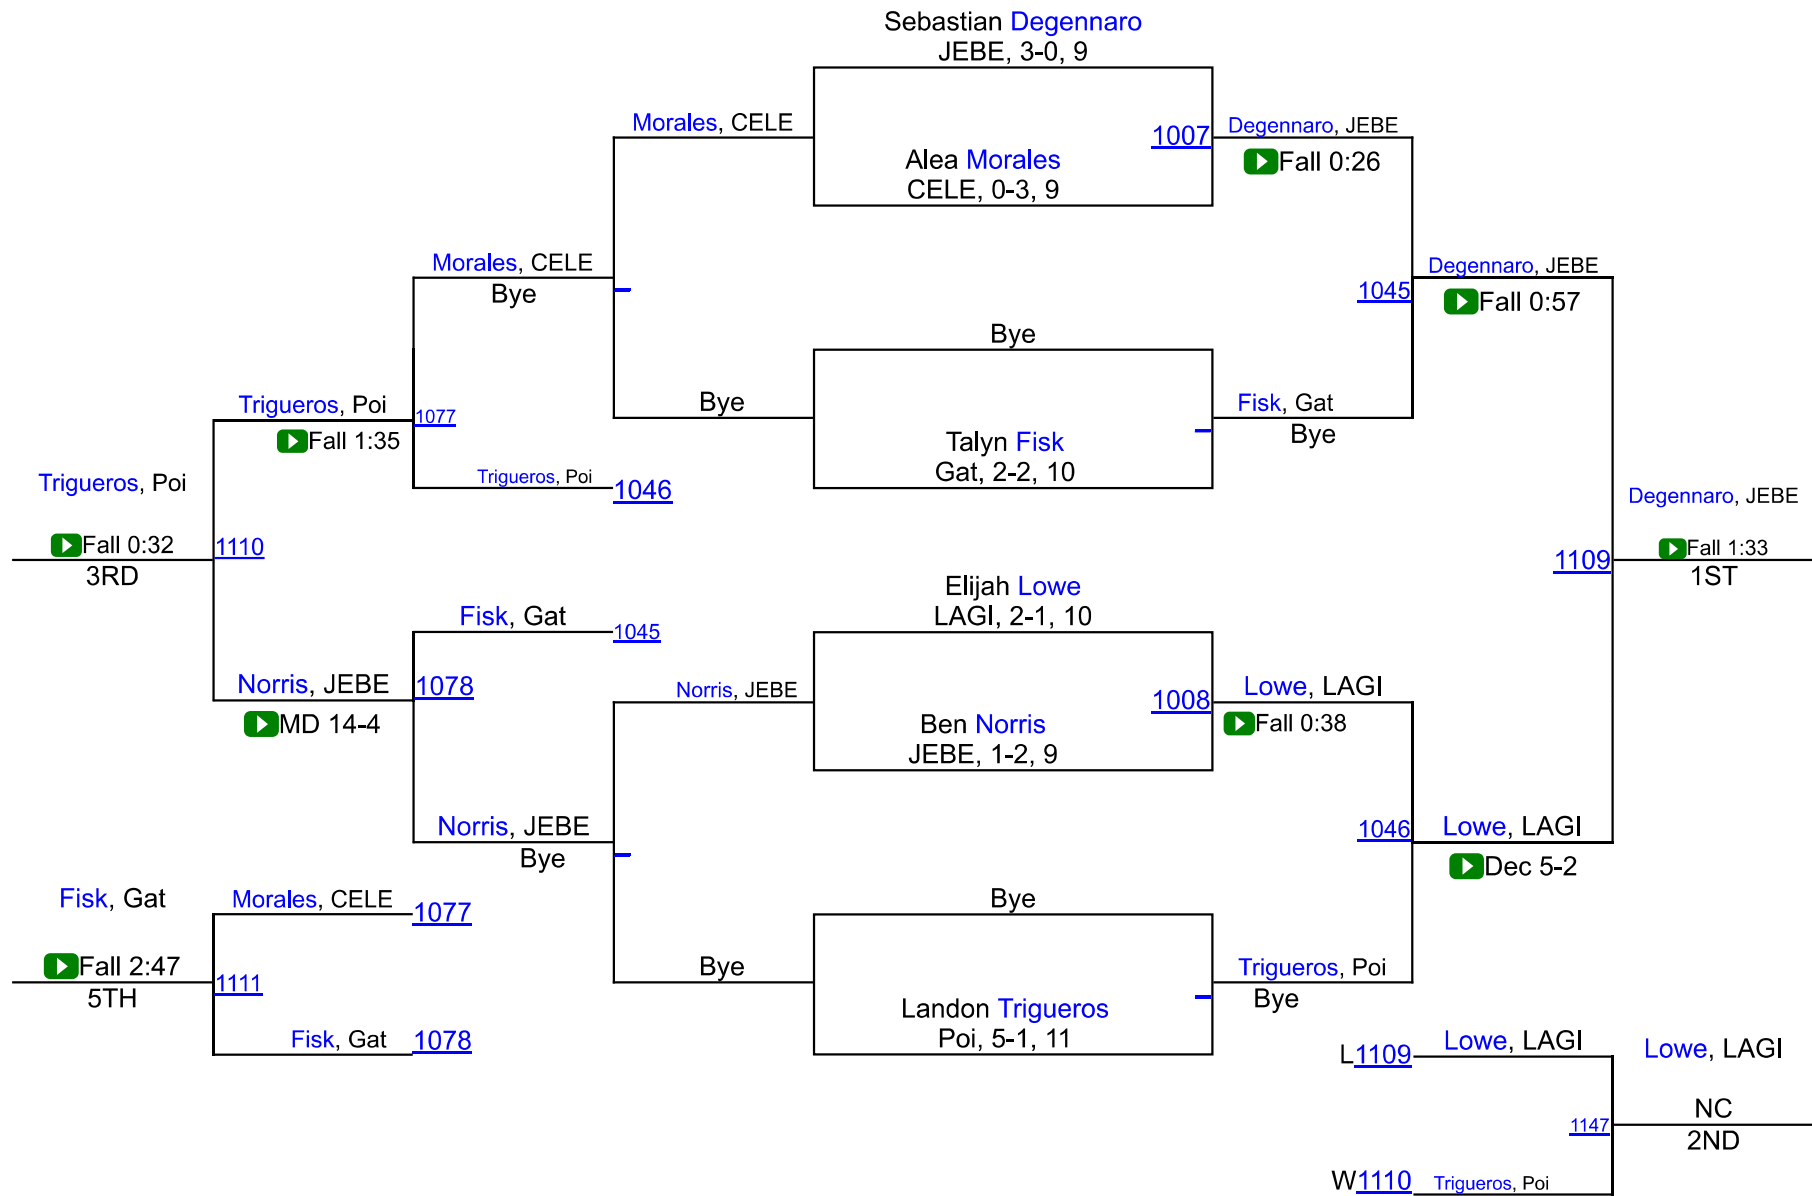 Sebastian Degennaro
JEBE, 3-0, 9
Morales, CELE
1007
Degennaro, JEBE
Fall 0:26
Alea Morales
CELE, 0-3, 9
Morales, CELE
Bye
1045
Degennaro, JEBE
Fall 0:57
Bye
Bye
Fisk, Gat
Bye
Talyn Fisk
Gat, 2-2, 10
Trigueros, Poi
1077
Fall 1:35
Trigueros, Poi
1046
Trigueros, Poi
Fall 0:32
3RD
1110
Degennaro, JEBE
1109
Fall 1:33
1ST
Elijah Lowe
LAGI, 2-1, 10
Fisk, Gat
1045
Norris, JEBE
1078
MD 14-4
Norris, JEBE
1008
Lowe, LAGI
Fall 0:38
Ben Norris
JEBE, 1-2, 9
Norris, JEBE
Bye
1046
Lowe, LAGI
Dec 5-2
Fisk, Gat
Morales, CELE
1077
Fall 2:47
5TH
1111
Fisk, Gat
1078
Bye
Bye
Trigueros, Poi
Bye
Landon Trigueros
Poi, 5-1, 11
L1109
Lowe, LAGI
Lowe, LAGI
1147
NC
2ND
W1110
Trigueros, Poi